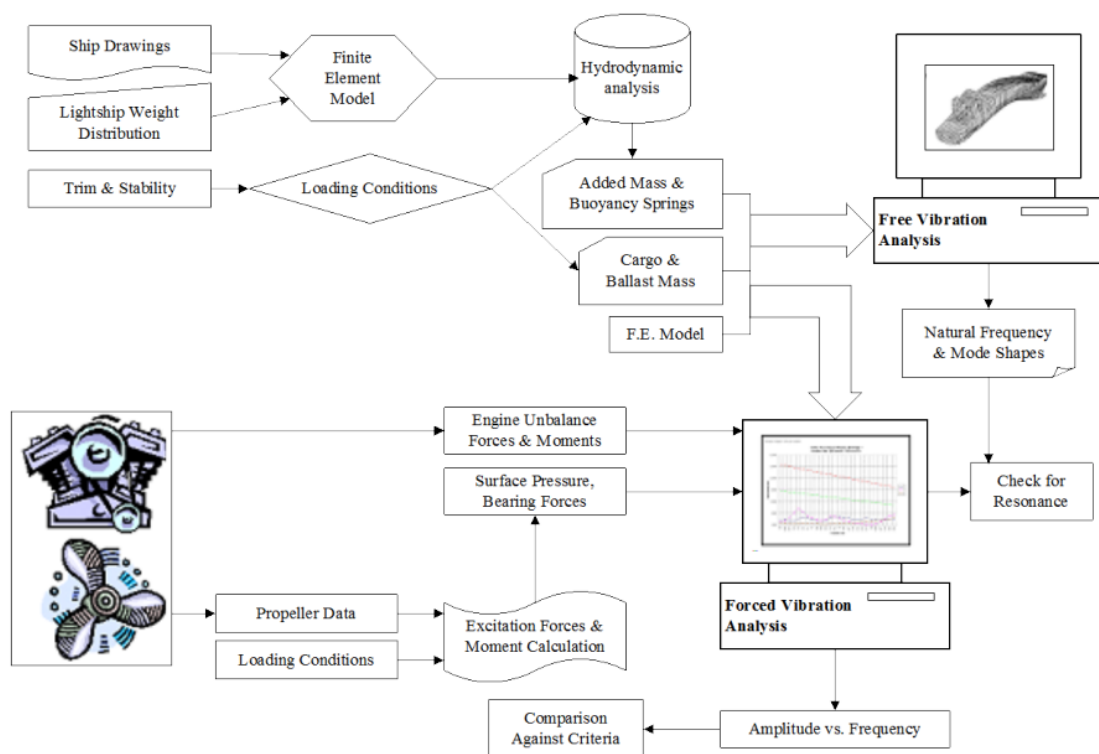 Ship Drawings
Lightship Weight
Distribution
Trim & Stability
Finite
Element
Model
Loading Conditions
Hydrodynamic
analysis
Added Mass &
Buoyancy Springs
Cargo &
Ballast Mass
F.E. Model
Free Vibration
Analysis
Natural Frequency
& Mode Shapes
Engine Unbalance
Forces & Moments
Surface Pressure,
Bearing Forces
Check for
Resonance
Propeller Data
Loading Conditions
Excitation Forces &
Moment Calculation
Forced Vibration
Analysis
Comparison
Against Criteria
Amplitude vs. Frequency